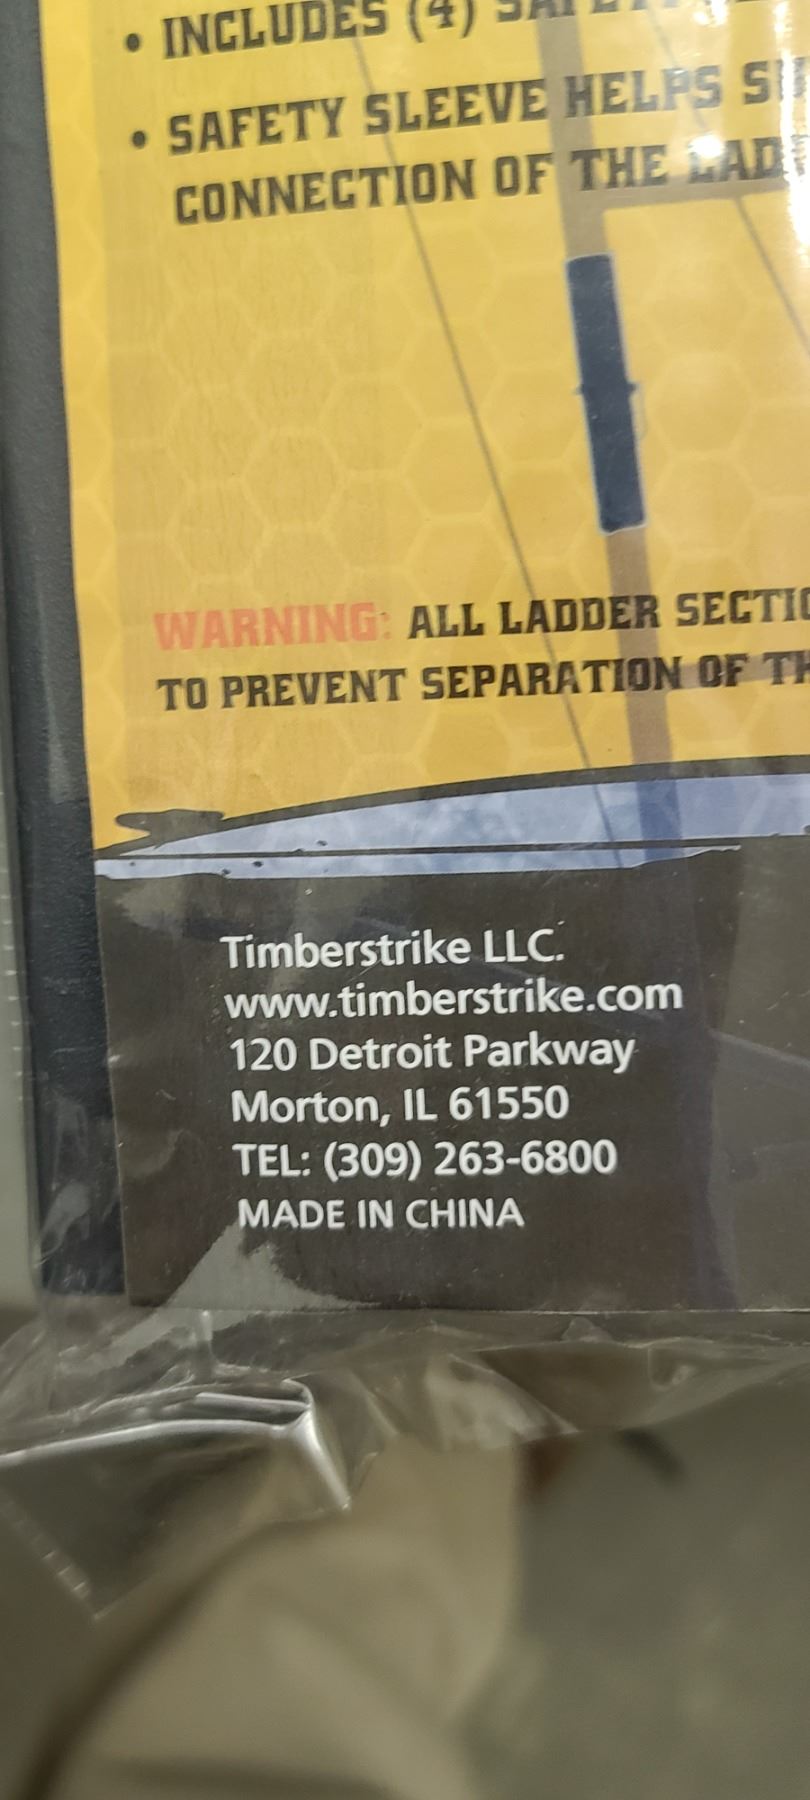 • INCLUDES (4)
• SAFETY SLEEVE HELPS
CONNECTION OF THE
WARNING: ALL LADDER
TO PREVENT SEPARATION OF
Timberstrike LLC.
www.timberstrike.com
120 Detroit Parkway
Morton, IL 61550
TEL: (309) 263-6800
MADE IN CHINA